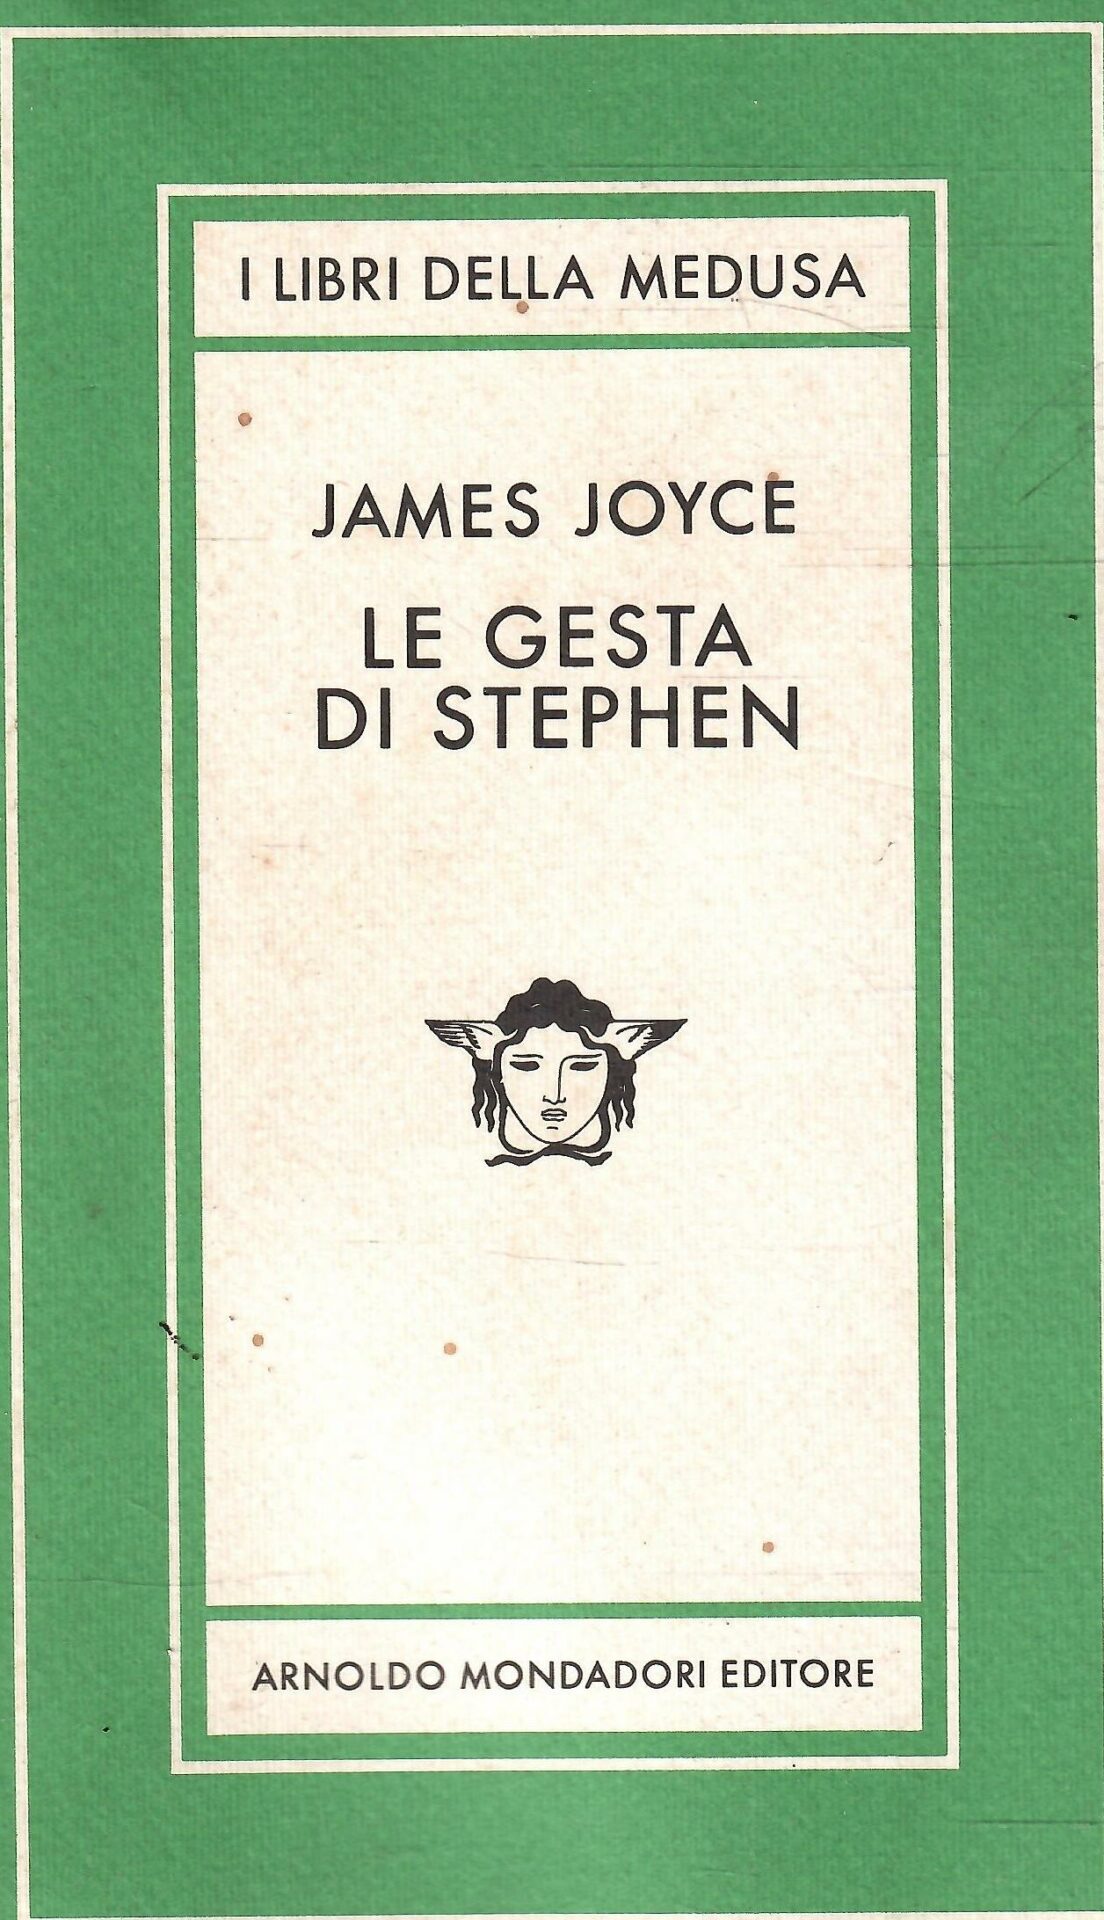 I LIBRI DELLA MEDUSA
JAMES JOYCE
LE GESTA
DI STEPHEN
ARNOLDO MONDADORI EDITORE